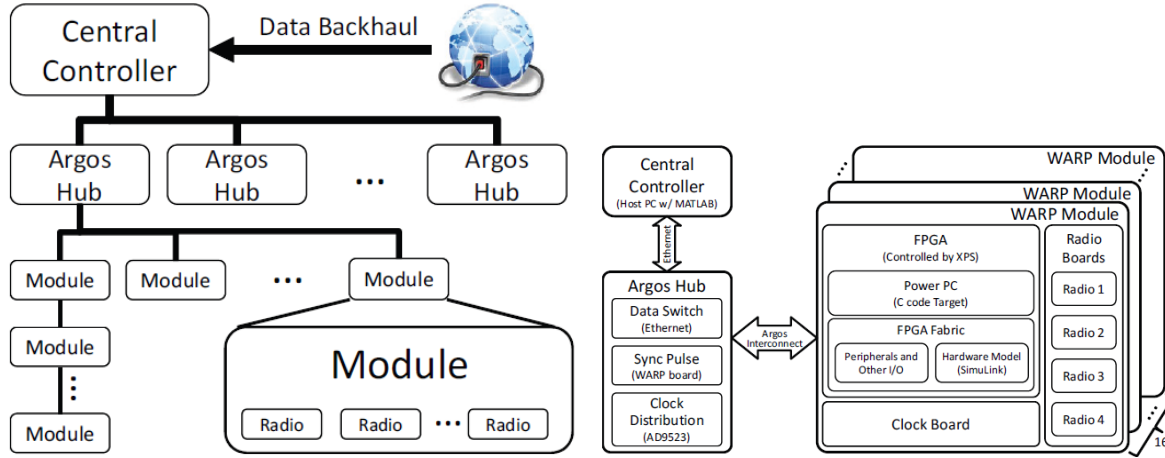 Central
Controller
Data Backhaul
Argos
Hub
Argos
Hub
...
Argos
Hub
Module
Module
...
Module
Module
...
Module
Module
Radio
Radio
...
Radio
Central
Controller
(Host PC w/ MATLAB)
Ethernet
Argos Hub
Data Switch
(Ethernet)
Sync Pulse
(WARP board)
Clock
Distribution
(AD9523)
Argos
Interconnect
WARP Module
WARP Module
WARP Module
FPGA
(Controlled by XPS)
Power PC
(C code Target)
FPGA Fabric
Peripherals and
Other I/O
Hardware Model
(SimuLink)
Clock Board
Radio
Boards
Radio 1
Radio 2
Radio 3
Radio 4
16